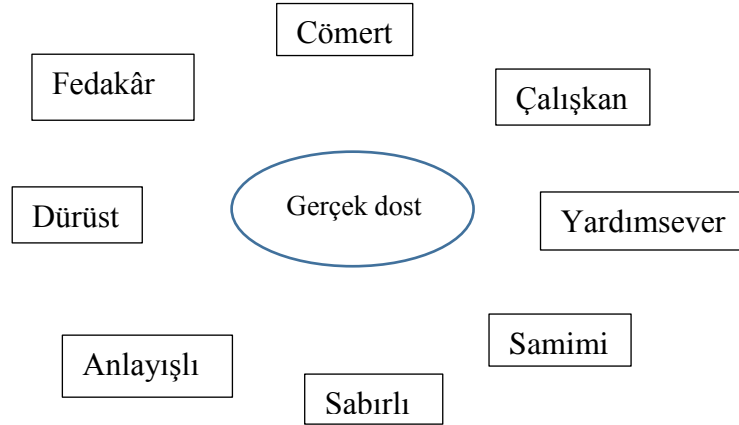 Cömert
Fedakâr
Çalışkan
Gerçek dost
Dürüst
Yardımsever
Samimi
Anlayışlı
Sabırlı